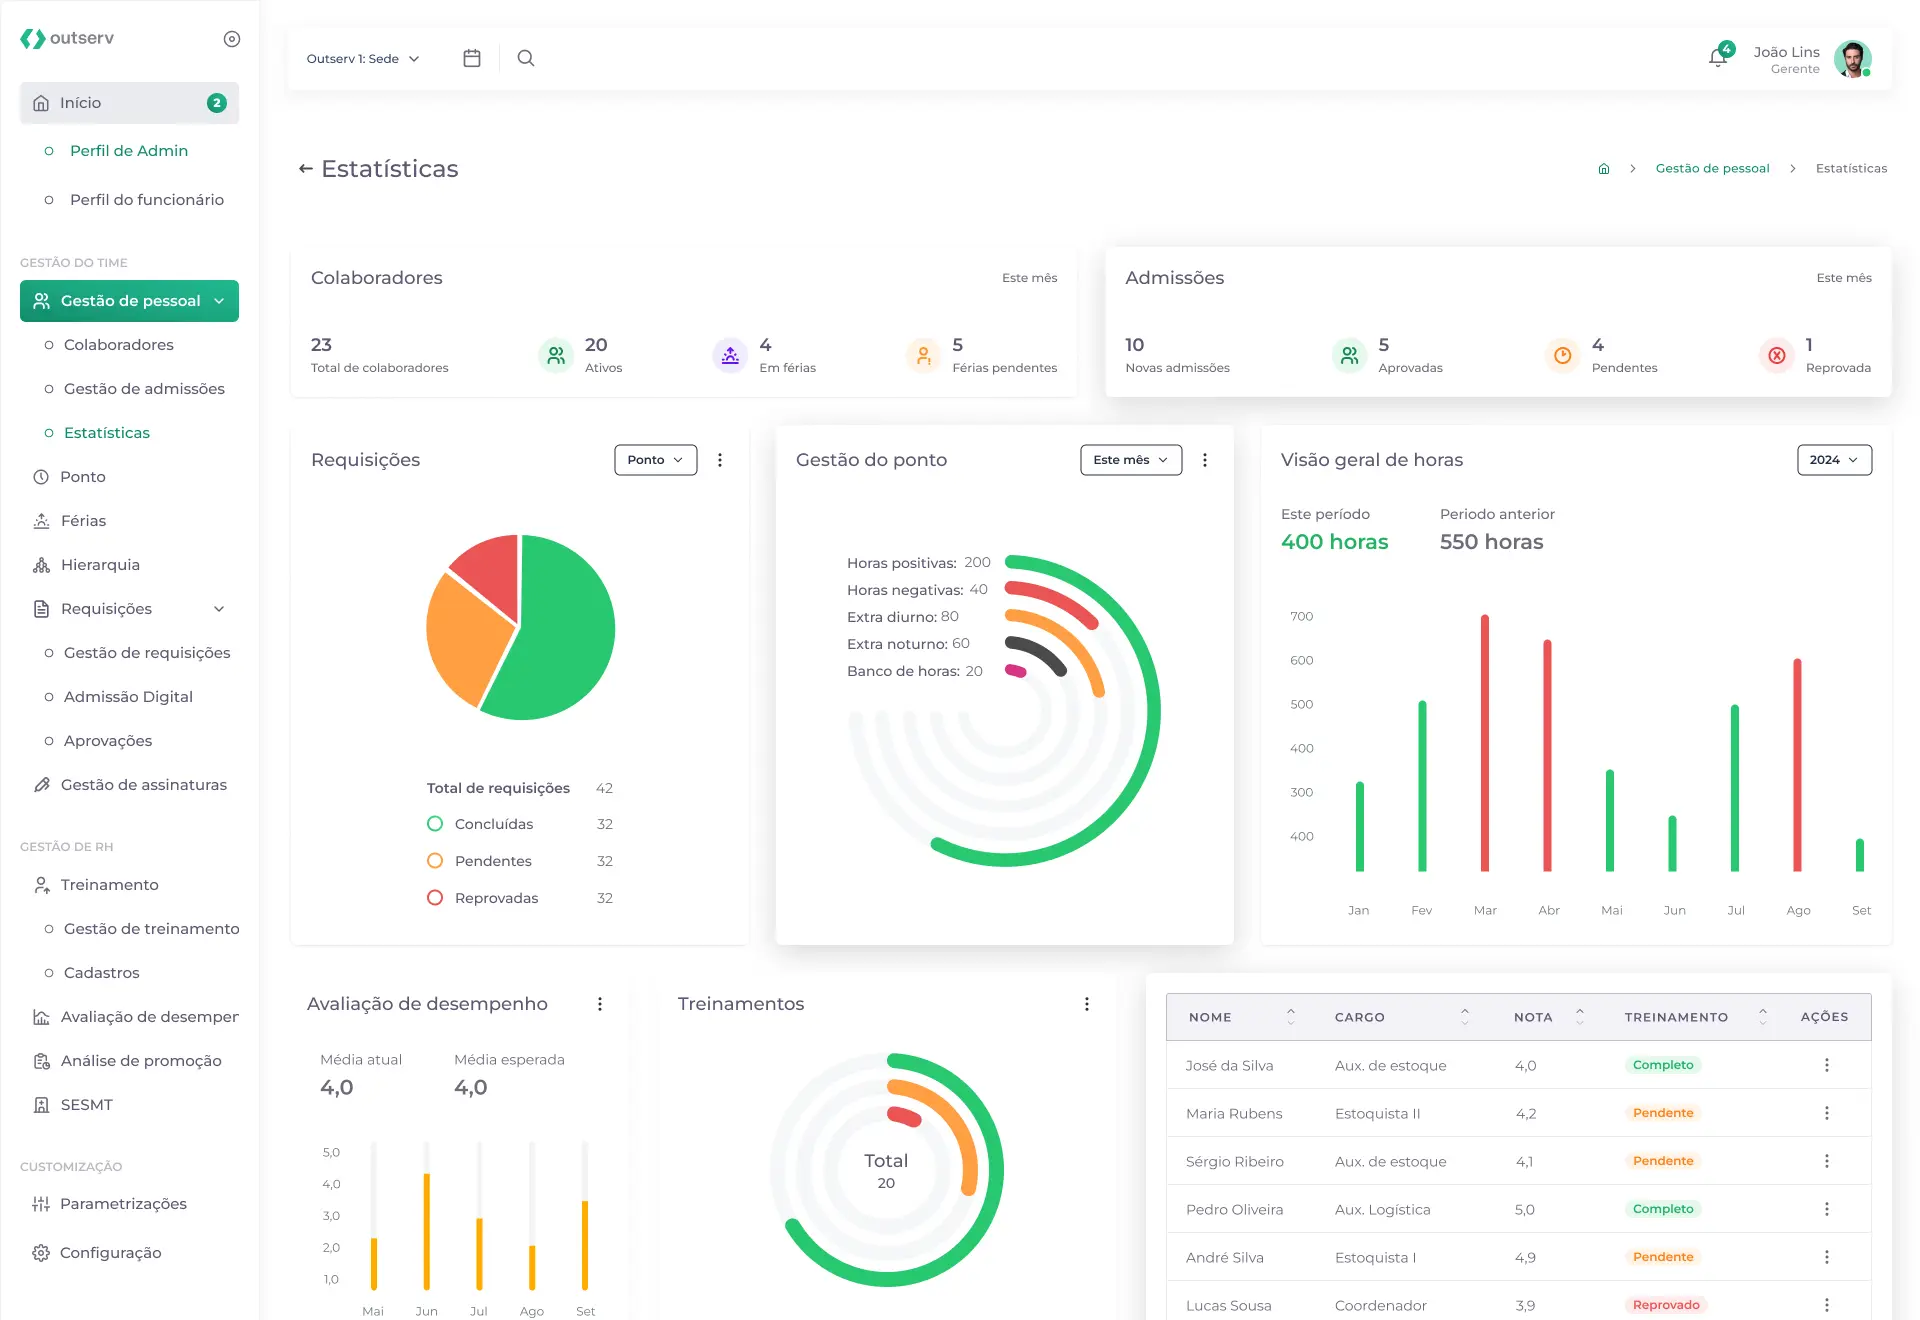 outserv
Início
2
Perfil de Admin
Perfil do funcionário
GESTÃO DO TIME
Gestão de pessoal
Colaboradores
Gestão de admissões
Estatísticas
Ponto
Férias
Hierarquia
Requisições
Gestão de requisições
Admissão Digital
Aprovações
Gestão de assinaturas
GESTÃO DE RH
Treinamento
Gestão de treinamento
Cadastros
Avaliação de desemper
Análise de promoção
SESMT
CUSTOMIZAÇÃO
Parametrizações
Configuração
Outserv 1: Sede
4
João Lins
Gerente
Estatísticas
Gestão de pessoal
Estatísticas
Colaboradores
Este mês
23
Total de colaboradores
20
Ativos
4
Em férias
5
Férias pendentes
Admissões
Este mês
10
Novas admissões
5
Aprovadas
4
Pendentes
1
Reprovada
Requisições
Ponto
Total de requisições 42
Concluídas 32
Pendentes 32
Reprovadas 32
Gestão do ponto
Este mês
Horas positivas: 200
Horas negativas: 40
Extra diurno: 80
Extra noturno: 60
Banco de horas: 20
Visão geral de horas
2024
Este período
400 horas
Periodo anterior
550 horas
700
600
500
400
300
400
Jan Fev Mar Abr Mai Jun Jul Ago Set
Avaliação de desempenho
Média atual
4,0
Média esperada
4,0
5,0
4,0
3,0
2,0
1,0
Mai Jun Jul Ago Set
Treinamentos
Total
20
NOME CARGO NOTA TREINAMENTO AÇÕES
José da Silva Aux. de estoque 4,0 Completo
Maria Rubens Estoquista II 4,2 Pendente
Sérgio Ribeiro Aux. de estoque 4,1 Pendente
Pedro Oliveira Aux. Logística 5,0 Completo
André Silva Estoquista I 4,9 Pendente
Lucas Sousa Coordenador 3,9 Reprovado